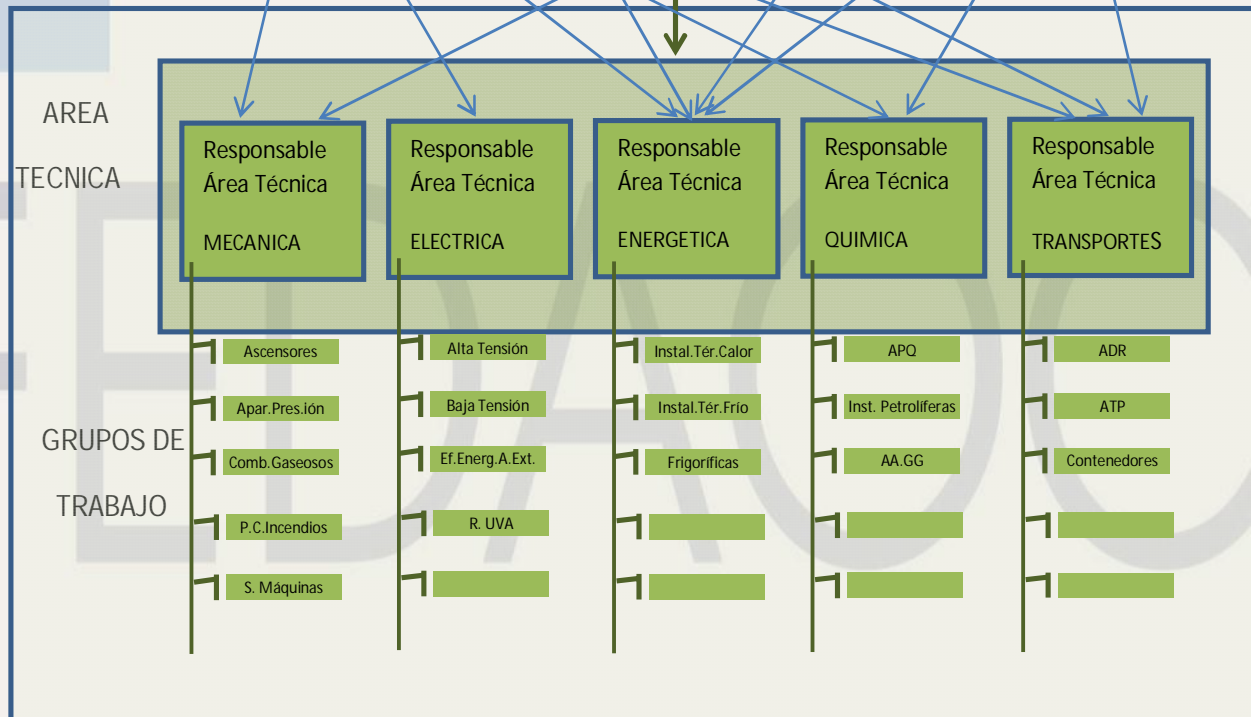 AREA
TECNICA
Responsable
Área Técnica
MECANICA
Responsable
Área Técnica
ELECTRICA
Responsable
Área Técnica
ENERGETICA
Responsable
Área Técnica
QUIMICA
Responsable
Área Técnica
TRANSPORTES
GRUPOS DE
TRABAJO
Ascensores
Apar.Pres.ión
Comb.Gaseosos
P.C.Incendios
S. Máquinas
Alta Tensión
Baja Tensión
Ef.Energ.A.Ext.
R. UVA
Instal.Tér.Calor
Instal.Tér.Frío
Frigoríficas
APQ
Inst. Petrolíferas
AA.GG
ADR
ATP
Contenedores
FEDAOC